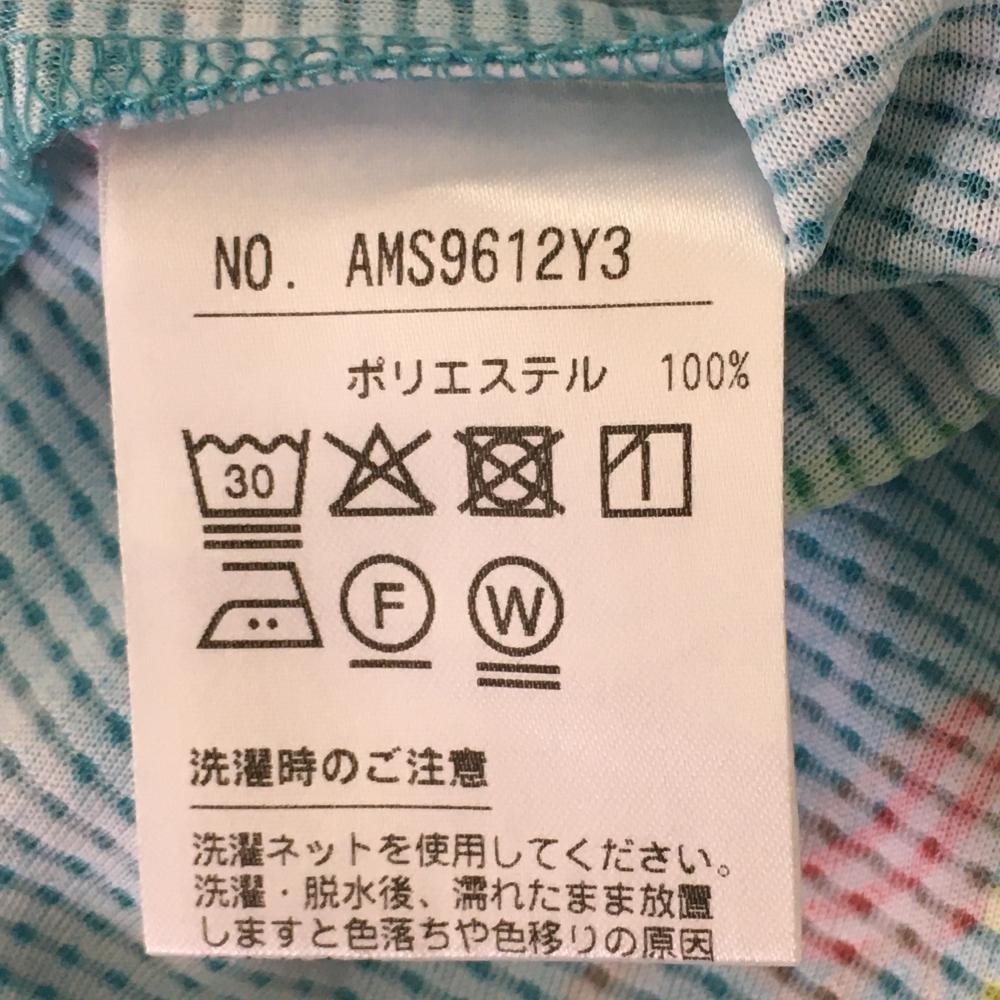 NO. AMS9612Y3
ポリエステル 100%
30
F W
洗濯時のご注意
洗濯ネットを使用してください。
洗濯・脱水後、濡れたまま放置
しますと色落ちや色移りの原因